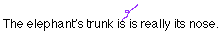 The elephant's trunk is is really its nose.